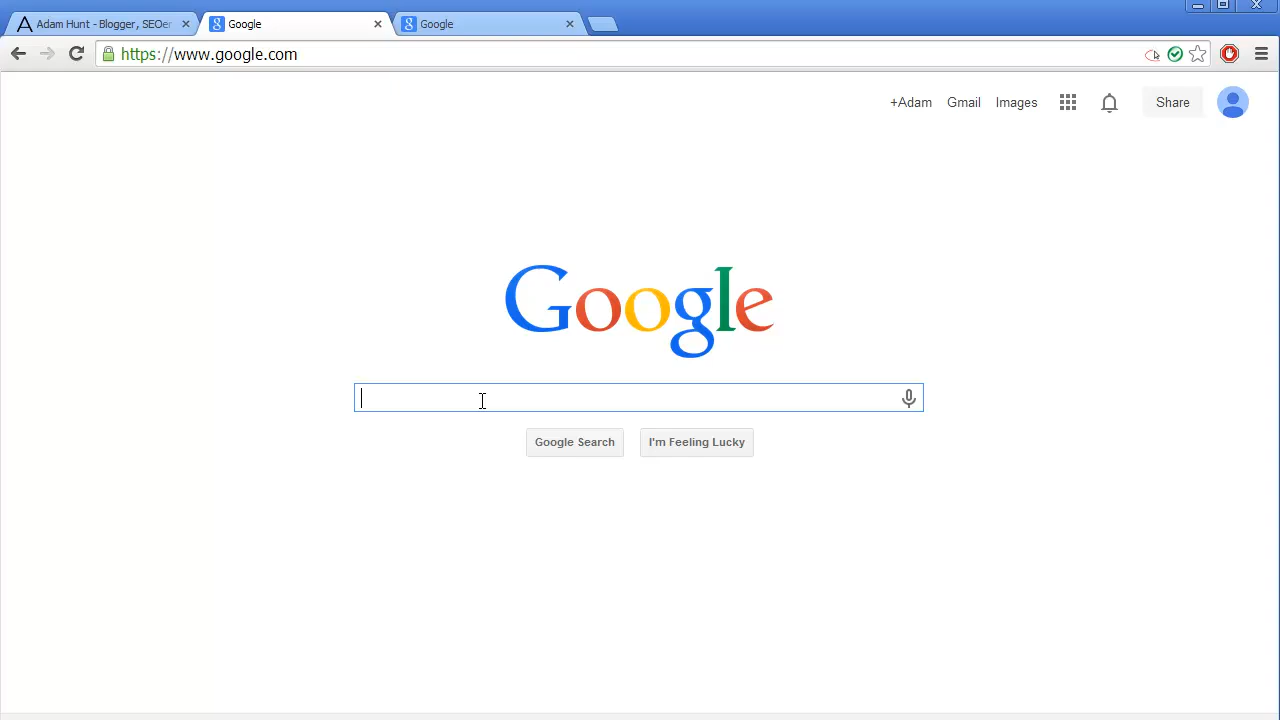 Adam Hunt - Blogger, SEOer
Google
Google
https://www.google.com
+Adam Gmail Images Share
Google
Google Search I'm Feeling Lucky